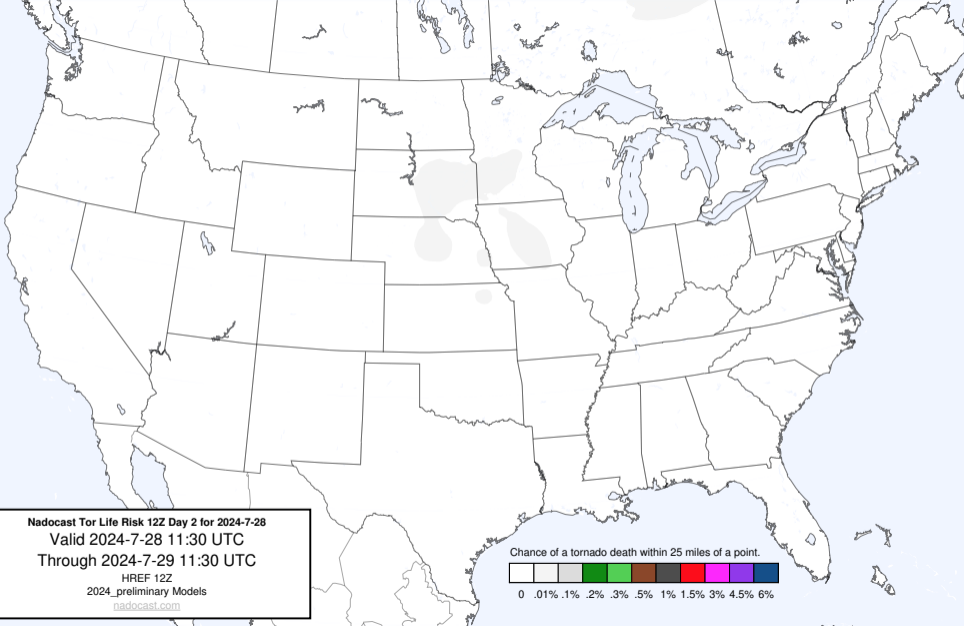 Nadocast Tor Life Risk 12Z Day 2 for 2024-7-28
Valid 2024-7-28 11:30 UTC
Through 2024-7-29 11:30 UTC
HREF 12Z
2024_preliminary Models
nadocast.com
Chance of a tornado death within 25 miles of a point.
0 .01% .1% .2% .3% .5% 1% 1.5% 3% 4.5% 6%